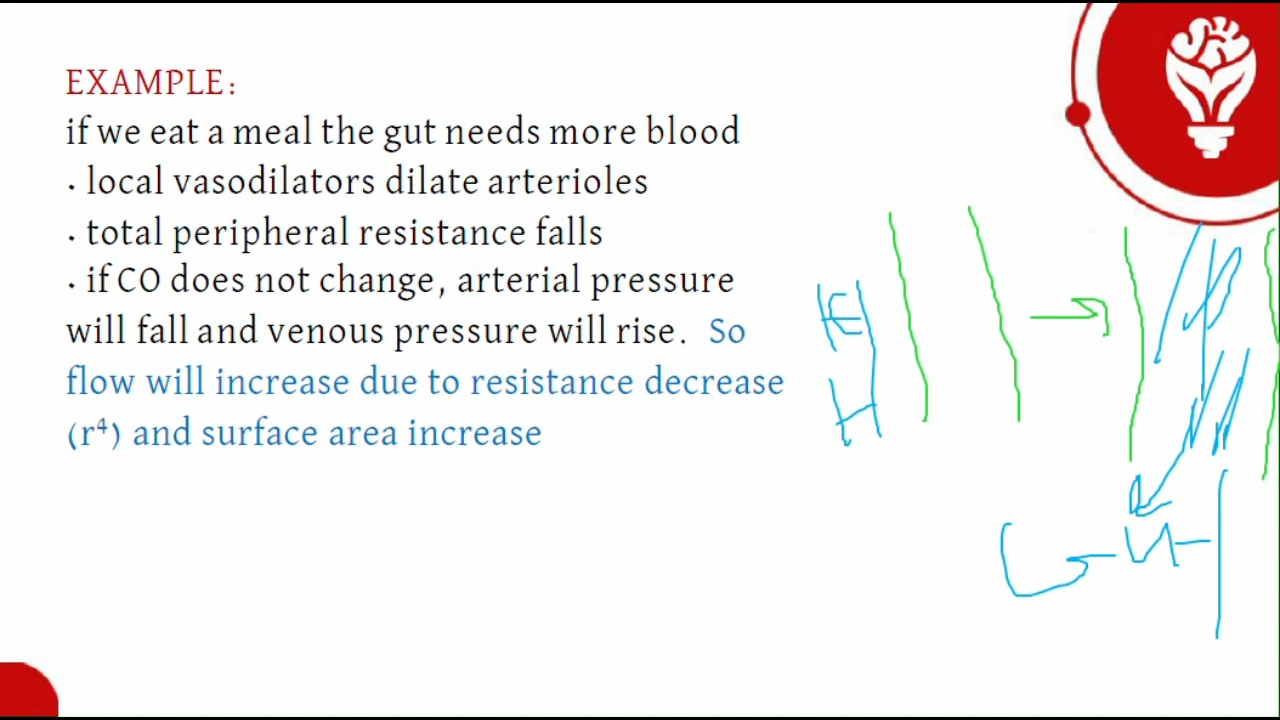 EXAMPLE:
if we eat a meal the gut needs more blood
· local vasodilators dilate arterioles
· total peripheral resistance falls
· if CO does not change, arterial pressure
will fall and venous pressure will rise. So
flow will increase due to resistance decrease
(r⁴) and surface area increase